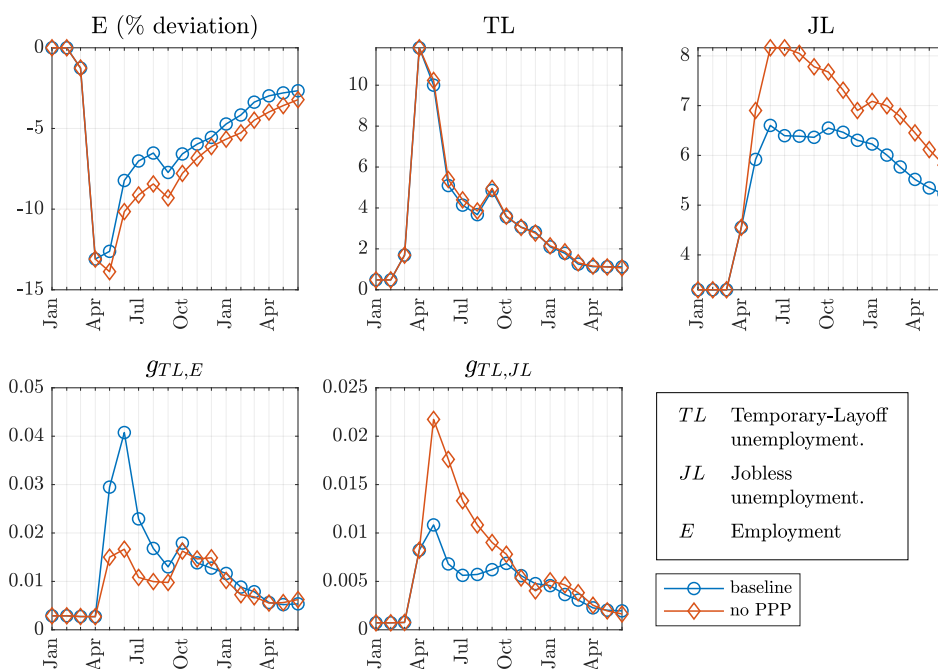 E (% deviation)
TL
JL
0
-5
-10
-15
Jan
Apr
Jul
Oct
Jan
Apr
10
8
6
4
2
0
Jan
Apr
Jul
Oct
Jan
Apr
8
7
6
5
4
Jan
Apr
Jul
Oct
Jan
Apr
g_{TL,E}
g_{TL,JL}
0.05
0.04
0.03
0.02
0.01
0
Jan
Apr
Jul
Oct
Jan
Apr
0.025
0.02
0.015
0.01
0.005
0
Jan
Apr
Jul
Oct
Jan
Apr
TL Temporary-Layoff
unemployment.
JL Jobless
unemployment.
E Employment
baseline
no PPP